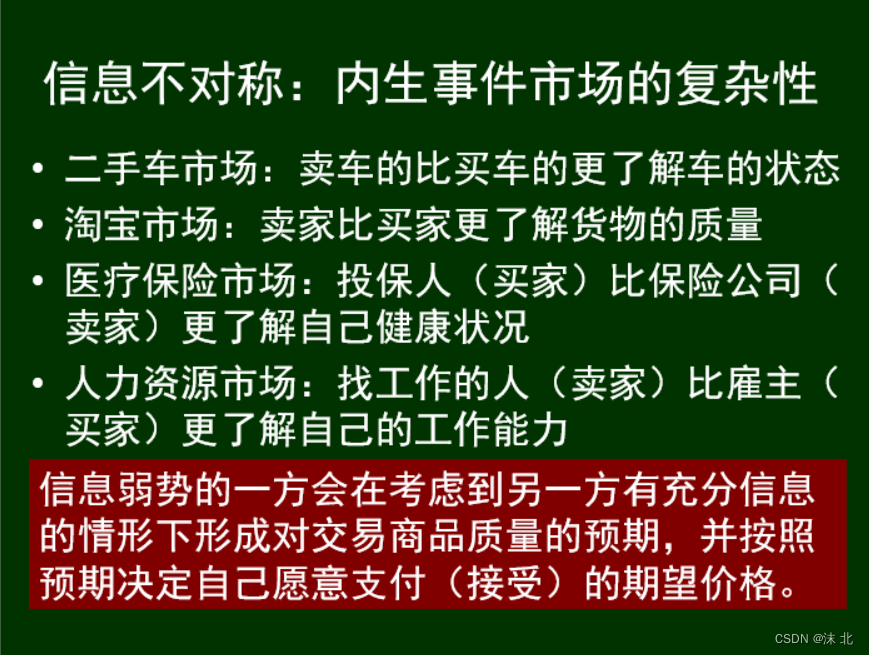 信息不对称：内生事件市场的复杂性
• 二手车市场：卖车的比买车的更了解车的状态
• 淘宝市场：卖家比买家更了解货物的质量
• 医疗保险市场：投保人（买家）比保险公司（
卖家）更了解自己健康状况
• 人力资源市场：找工作的人（卖家）比雇主（
买家）更了解自己的工作能力
信息弱势的一方会在考虑到另一方有充分信息
的情形下形成对交易商品质量的预期，并按照
预期决定自己愿意支付（接受）的期望价格。
CSDN @沫 北